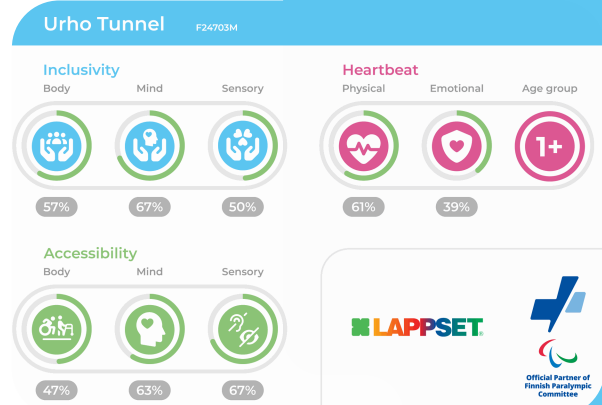 Urho Tunnel F24703M
Inclusivity
Body Mind Sensory
57% 67% 50%
Heartbeat
Physical Emotional Age group
1+
61% 39%
Accessibility
Body Mind Sensory
47% 63% 67%
LAPPSET
Official Partner of
Finnish Paralympic
Committee